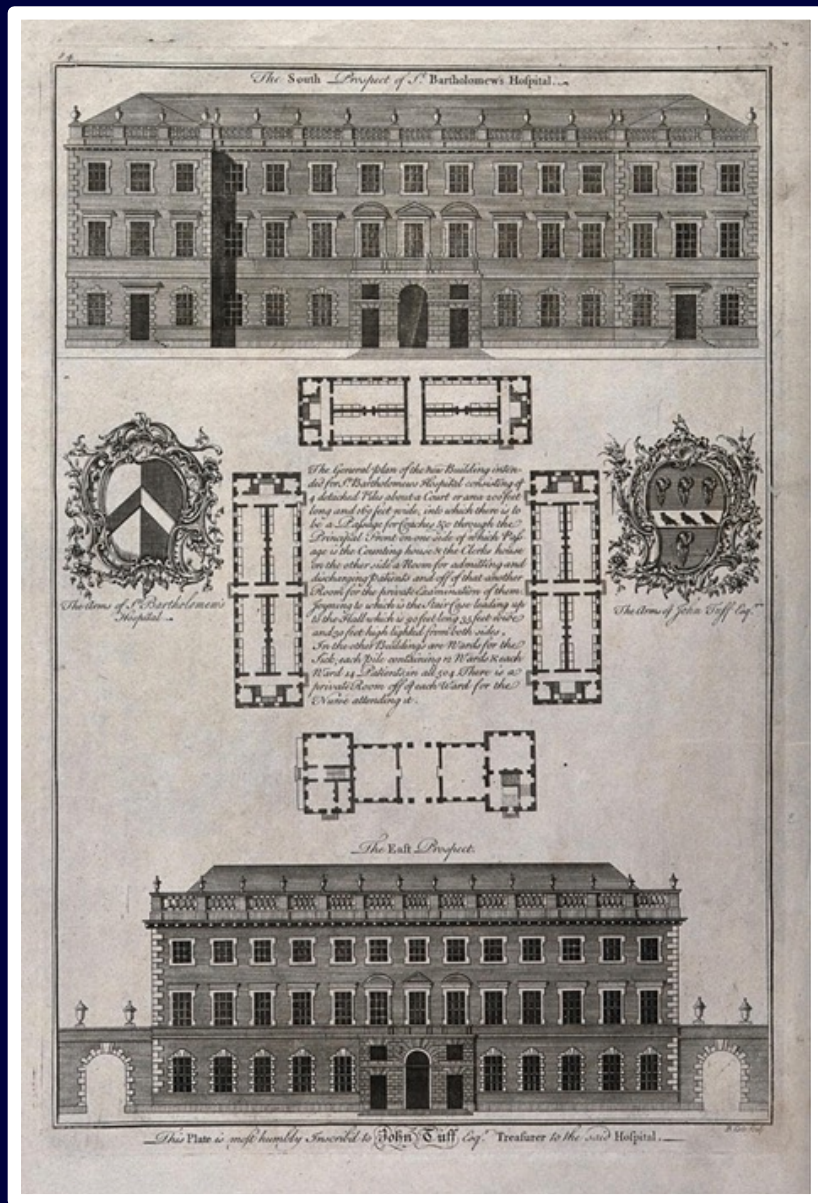 The South Prospect of St. Bartholomew's Hospital.
The General plan of the new Building inten-
ded for St. Bartholomews Hospital consisting of
4 detached Piles about a Court or area 200 feet
long and 160 feet wide, into which there is to
be a Passage for Coaches &c through the
Principal Front on one side of which Pass
age is the Counting house & the Clerks house
on the other side a Room for admitting and
discharging patients and off of that another
Room for the private Examination of them.
Joyning to which is the Stair Case leading up
to the Hall which is 90 feet long 35 feet wide
and 30 feet high lighted from both sides.
In the other Buildings are Wards for the
Sick, each pile containing 12 Wards & each
Ward 14 Patients, in all 504. There is a
private Room off of each Ward for the
Nurse attending it.
The Arms of St. Bartholomew's
Hospital
The Arms of John Tuff Esqr.
The East Prospect.
B. Cole Sculp
This Plate is most humbly Inscrib'd to John Tuff Esqr. Treasurer to the said Hospital.